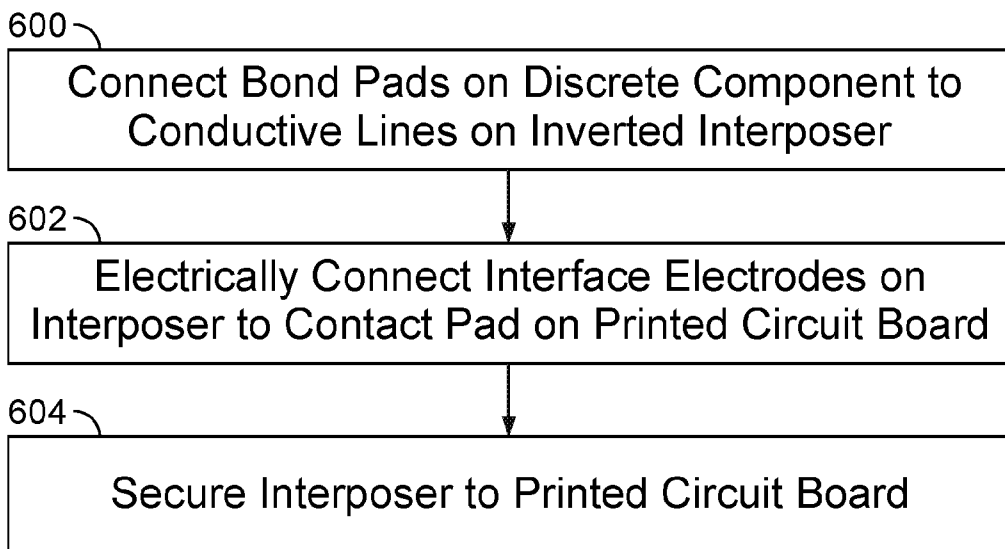 600
Connect Bond Pads on Discrete Component to
Conductive Lines on Inverted Interposer
602
Electrically Connect Interface Electrodes on
Interposer to Contact Pad on Printed Circuit Board
604
Secure Interposer to Printed Circuit Board